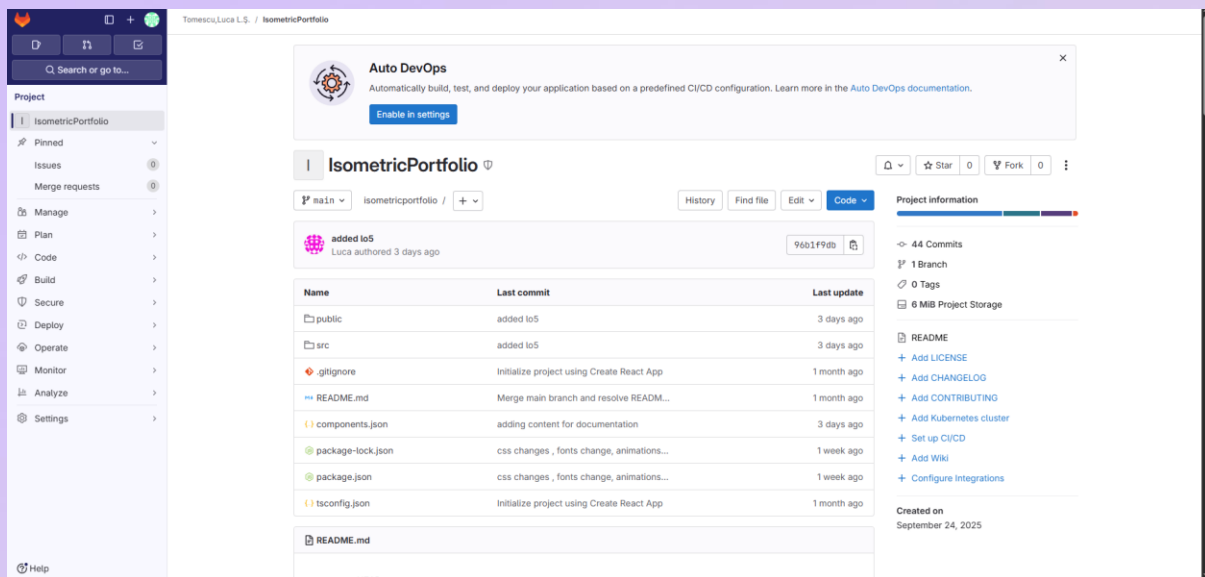 Tomescu,Luca L.Ş. / IsometricPortfolio
Search or go to...
Project
I IsometricPortfolio
Pinned
Issues 0
Merge requests 0
Manage
Plan
Code
Build
Secure
Deploy
Operate
Monitor
Analyze
Settings
Help
Auto DevOps
Automatically build, test, and deploy your application based on a predefined CI/CD configuration. Learn more in the Auto DevOps documentation.
Enable in settings
I IsometricPortfolio
Star 0 Fork 0
main isometricportfolio / +
History Find file Edit Code
added lo5
Luca authored 3 days ago
96b1f9db
Name Last commit Last update
public added lo5 3 days ago
src added lo5 3 days ago
.gitignore Initialize project using Create React App 1 month ago
README.md Merge main branch and resolve READM... 1 month ago
components.json adding content for documentation 3 days ago
package-lock.json css changes , fonts change, animations... 1 week ago
package.json css changes , fonts change, animations... 1 week ago
tsconfig.json Initialize project using Create React App 1 month ago
README.md
Project information
44 Commits
1 Branch
0 Tags
6 MiB Project Storage
README
+ Add LICENSE
+ Add CHANGELOG
+ Add CONTRIBUTING
+ Add Kubernetes cluster
+ Set up CI/CD
+ Add Wiki
+ Configure Integrations
Created on
September 24, 2025